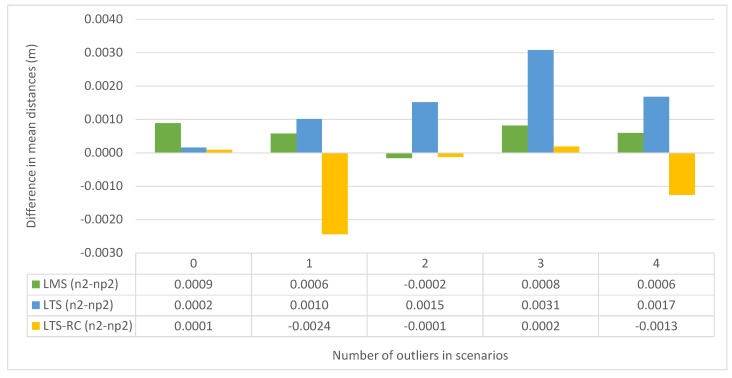 Difference in mean distances (m)
0.0040
0.0030
0.0020
0.0010
0.0000
-0.0010
-0.0020
-0.0030
0 1 2 3 4
LMS (n2-np2) 0.0009 0.0006 -0.0002 0.0008 0.0006
LTS (n2-np2) 0.0002 0.0010 0.0015 0.0031 0.0017
LTS-RC (n2-np2) 0.0001 -0.0024 -0.0001 0.0002 -0.0013
Number of outliers in scenarios